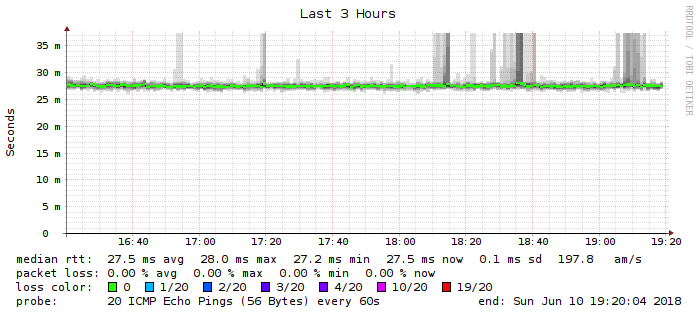 Last 3 Hours
RRDTOOL / TOBI OETIKER
Seconds
35 m
30 m
25 m
20 m
15 m
10 m
5 m
0
16:40 17:00 17:20 17:40 18:00 18:20 18:40 19:00 19:20
median rtt: 27.5 ms avg 28.0 ms max 27.2 ms min 27.5 ms now 0.1 ms sd 197.8 am/s
packet loss: 0.00 % avg 0.00 % max 0.00 % min 0.00 % now
loss color: 0 1/20 2/20 3/20 4/20 10/20 19/20
probe: 20 ICMP Echo Pings (56 Bytes) every 60s end: Sun Jun 10 19:20:04 2018